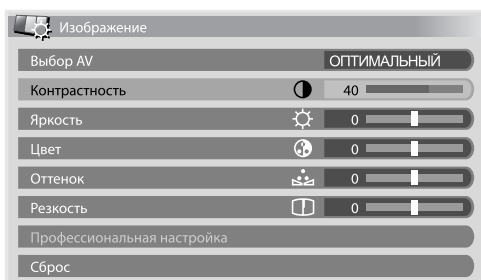 Изображение
Выбор AV ОПТИМАЛЬНЫЙ
Контрастность 40
Яркость 0
Цвет 0
Оттенок 0
Резкость 0
Профессиональная настройка
Сброс